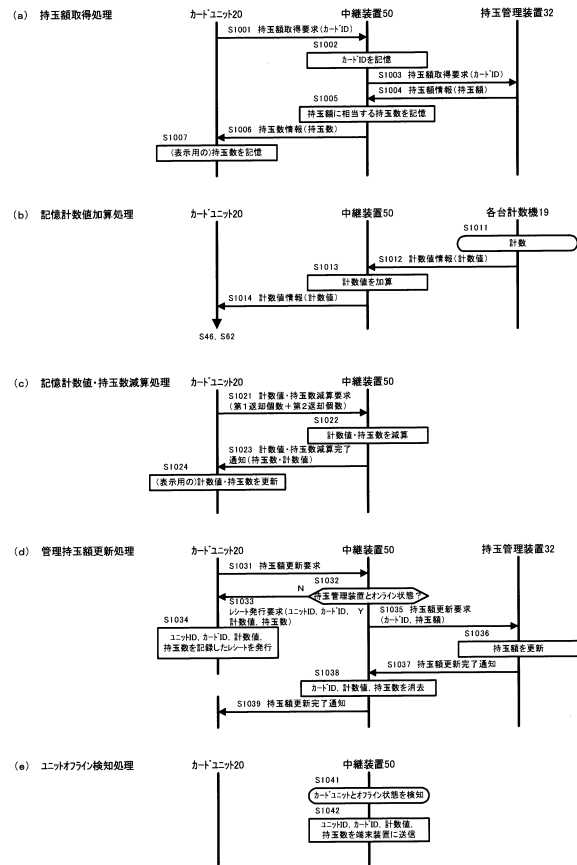 (a) 持玉額取得処理
カードユニット20
中継装置50
持玉管理装置32
S1001 持玉額取得要求(カードID)
S1002
カードIDを記憶
S1003 持玉額取得要求(カードID)
S1004 持玉額情報(持玉額)
S1005
持玉額に相当する持玉数を記憶
S1006 持玉数情報(持玉数)
S1007
(表示用の)持玉数を記憶
(b) 記憶計数値加算処理
カードユニット20
中継装置50
各台計数機19
S1011
計数
S1012 計数値情報(計数値)
S1013
計数値を加算
S1014 計数値情報(計数値)
S46, S62
(c) 記憶計数値・持玉数減算処理
カードユニット20
中継装置50
S1021 計数値・持玉数減算要求
(第1返却個数+第2返却個数)
S1022
計数値・持玉数を減算
S1023 計数値・持玉数減算完了
通知(持玉数・計数値)
S1024
(表示用の)計数値・持玉数を更新
(d) 管理持玉額更新処理
カードユニット20
中継装置50
持玉管理装置32
S1031 持玉額更新要求
S1032
N
持玉管理装置とオンライン状態?
S1033
レシート発行要求(ユニットID, カードID,
計数値, 持玉数)
Y
S1034
ユニットID, カードID, 計数値,
持玉数を記録したレシートを発行
S1035 持玉額更新要求
(カードID, 持玉額)
S1036
持玉額を更新
S1037 持玉額更新完了通知
S1038
カードID, 計数値, 持玉数を消去
S1039 持玉額更新完了通知
(e) ユニットオフライン検知処理
カードユニット20
中継装置50
S1041
カードユニットとオフライン状態を検知
S1042
ユニットID, カードID, 計数値,
持玉数を端末装置に送信